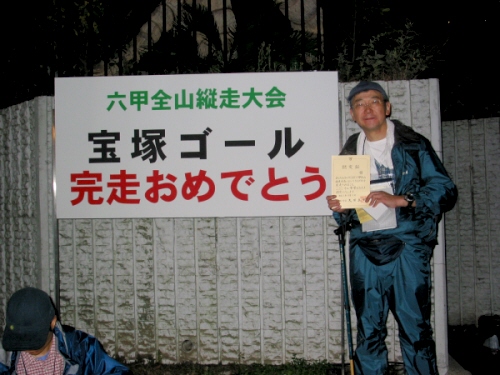 六甲全山縦走大会
宝塚ゴール
完走おめでとう